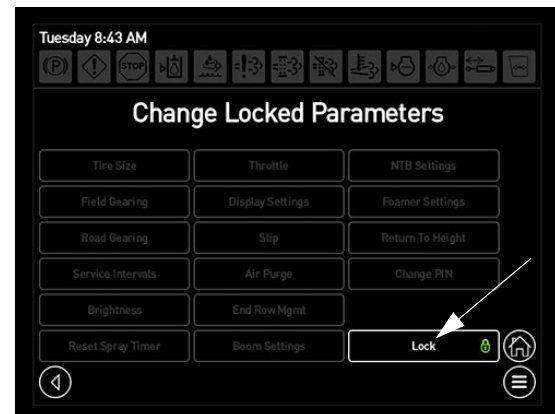 Tuesday 8:43 AM
(P) STOP
Change Locked Parameters
Tire Size Throttle NTB Settings
Field Gearing Display Settings Foamer Settings
Road Gearing Slip Return To Height
Service Intervals Air Purge Change PIN
Brightness End Row Mgmt
Reset Spray Timer Boom Settings Lock